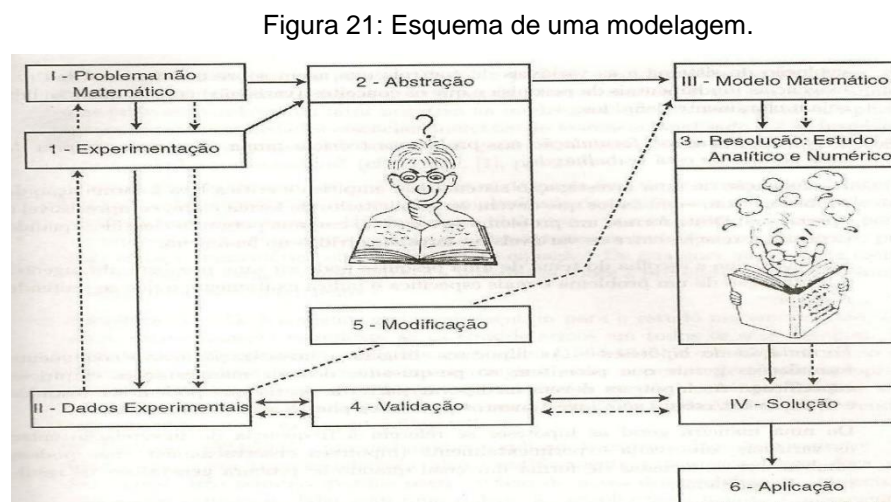 Figura 21: Esquema de uma modelagem.
I - Problema não
Matemático
2 - Abstração
III - Modelo Matemático
1 - Experimentação
3 - Resolução: Estudo
Analítico e Numérico
?
5 - Modificação
II - Dados Experimentais
4 - Validação
IV - Solução
6 - Aplicação